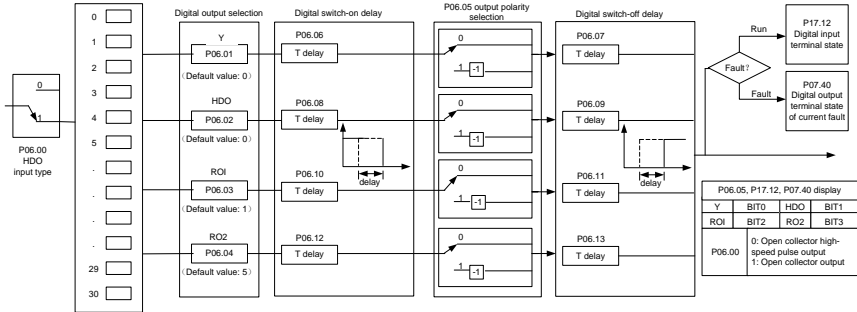 0
1
P06.00
HDO
input type
0
1
2
3
4
5
.
.
.
.
29
30
Digital output selection
Y
P06.01
(Default value: 0)
HDO
P06.02
(Default value: 0)
ROI
P06.03
(Default value: 1)
RO2
P06.04
(Default value: 5)
Digital switch-on delay
P06.06
T delay
P06.08
T delay
delay
P06.10
T delay
P06.12
T delay
P06.05 output polarity
selection
0
1
-1
0
1
-1
0
1
-1
0
1
-1
Digital switch-off delay
P06.07
T delay
P06.09
T delay
delay
P06.11
T delay
P06.13
T delay
Fault?
Run
Fault
P17.12
Digital input
terminal state
P07.40
Digital output
terminal state
of current fault
P06.05, P17.12, P07.40 display
Y BIT0 HDO BIT1
ROI BIT2 RO2 BIT3
P06.00
0: Open collector high-
speed pulse output
1: Open collector output